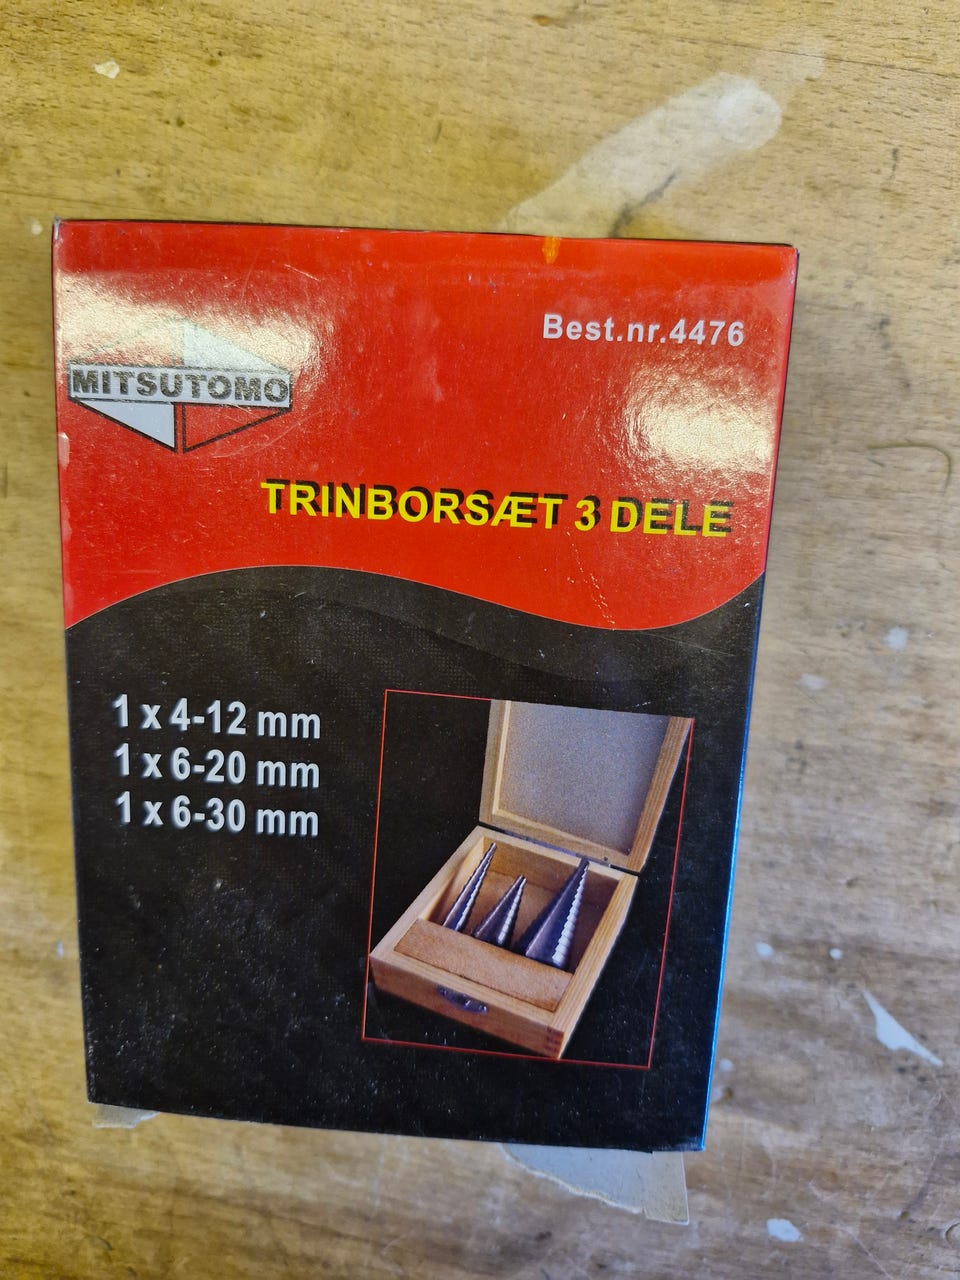 Best.nr.4476
MITSUTOMO
TRINBORSÆT 3 DELE
1 x 4-12 mm
1 x 6-20 mm
1 x 6-30 mm